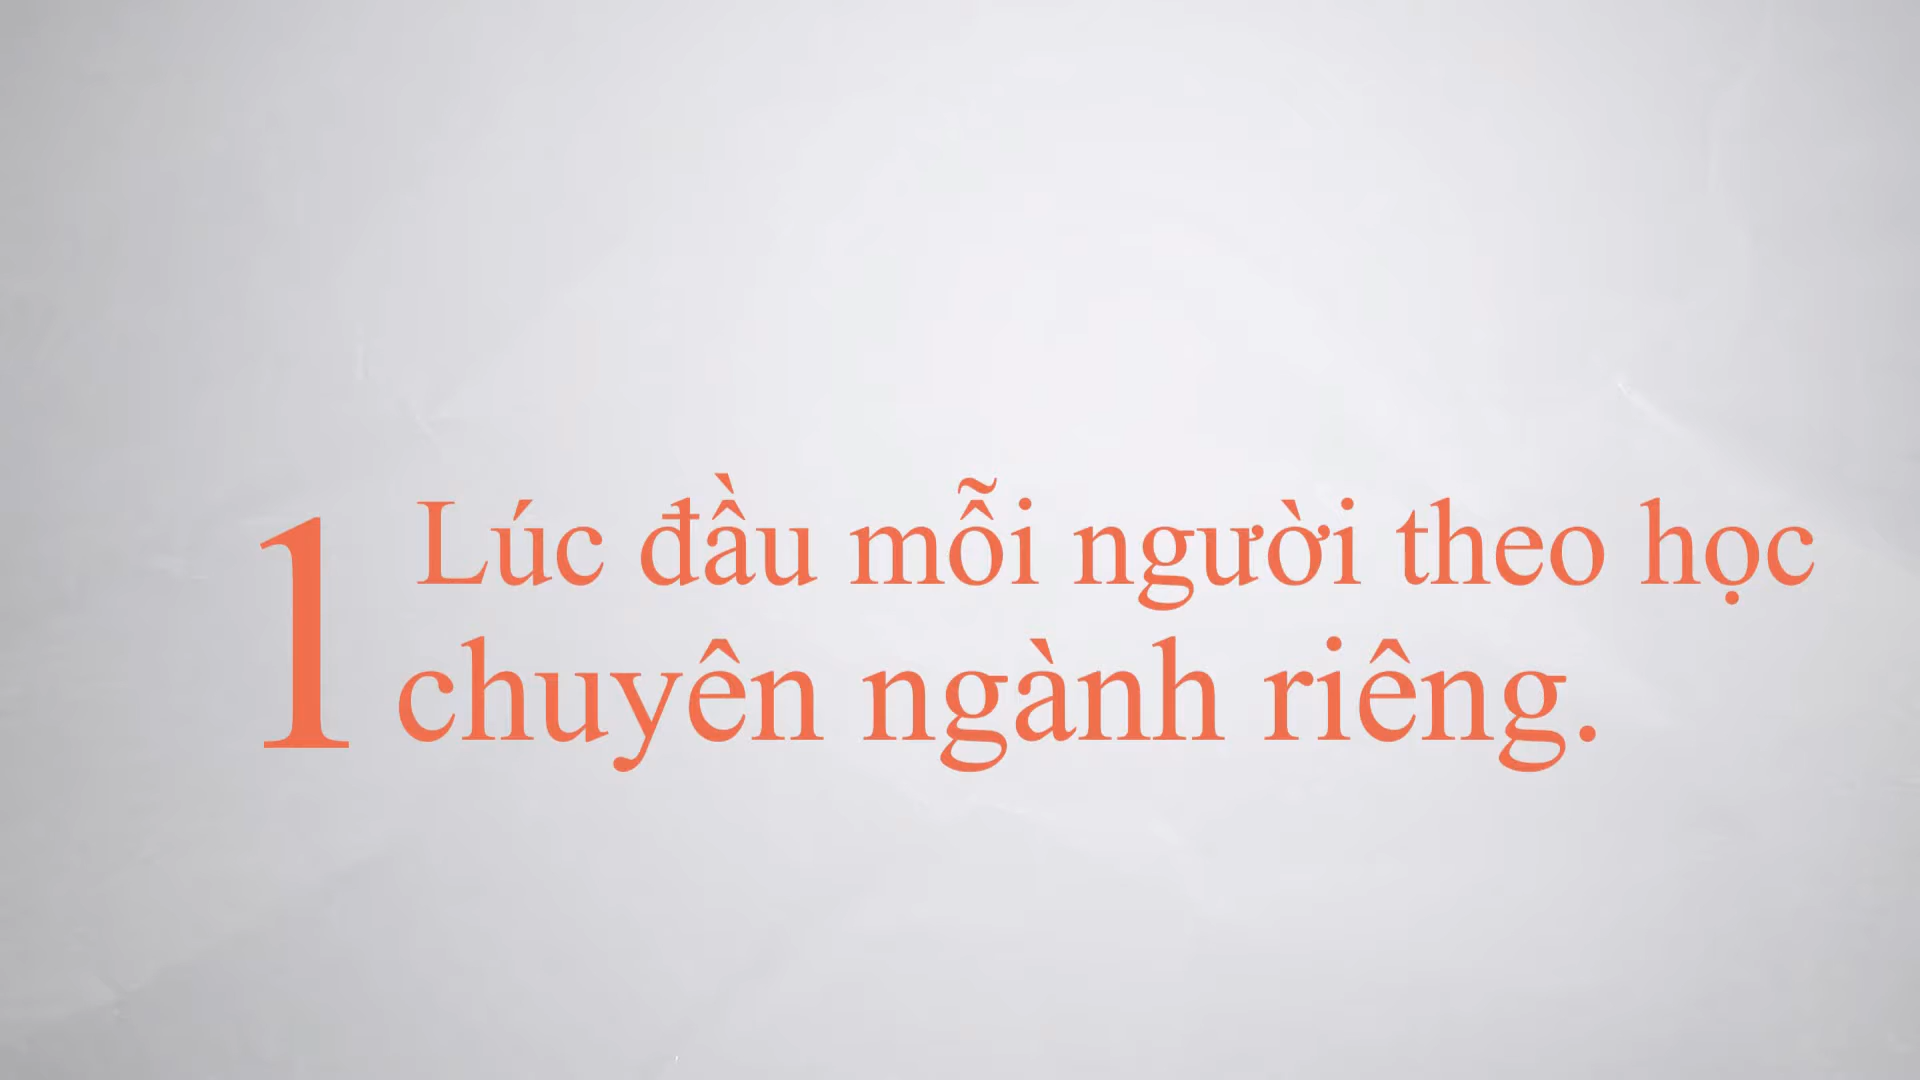 1 Lúc đầu mỗi người theo học
chuyên ngành riêng.